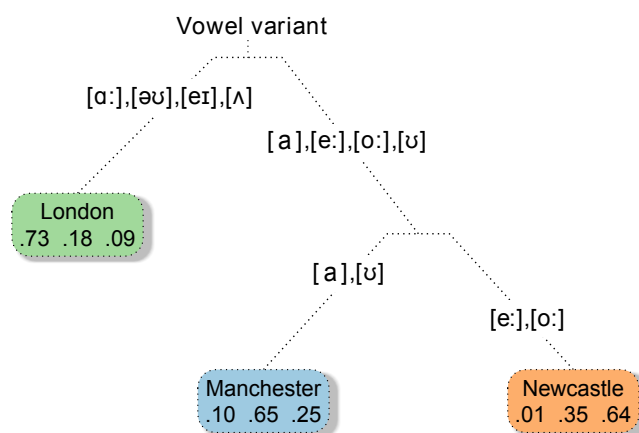 Vowel variant
[ɑː],[əʊ],[eɪ],[ʌ]
[a],[eː],[oː],[ʊ]
London
.73 .18 .09
[a],[ʊ]
[eː],[oː]
Manchester
.10 .65 .25
Newcastle
.01 .35 .64